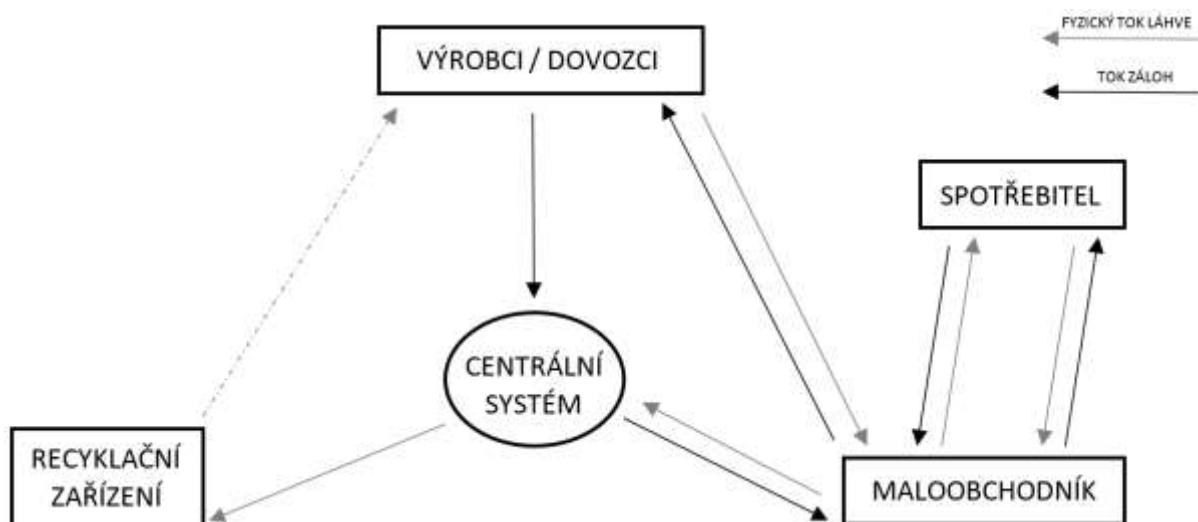 FYZICKÝ TOK LÁHVE
VÝROBCI / DOVOZCI
TOK ZÁLOH
SPOTŘEBITEL
CENTRÁLNÍ
SYSTÉM
RECYKLAČNÍ
ZAŘÍZENÍ
MALOOBCHODNÍK